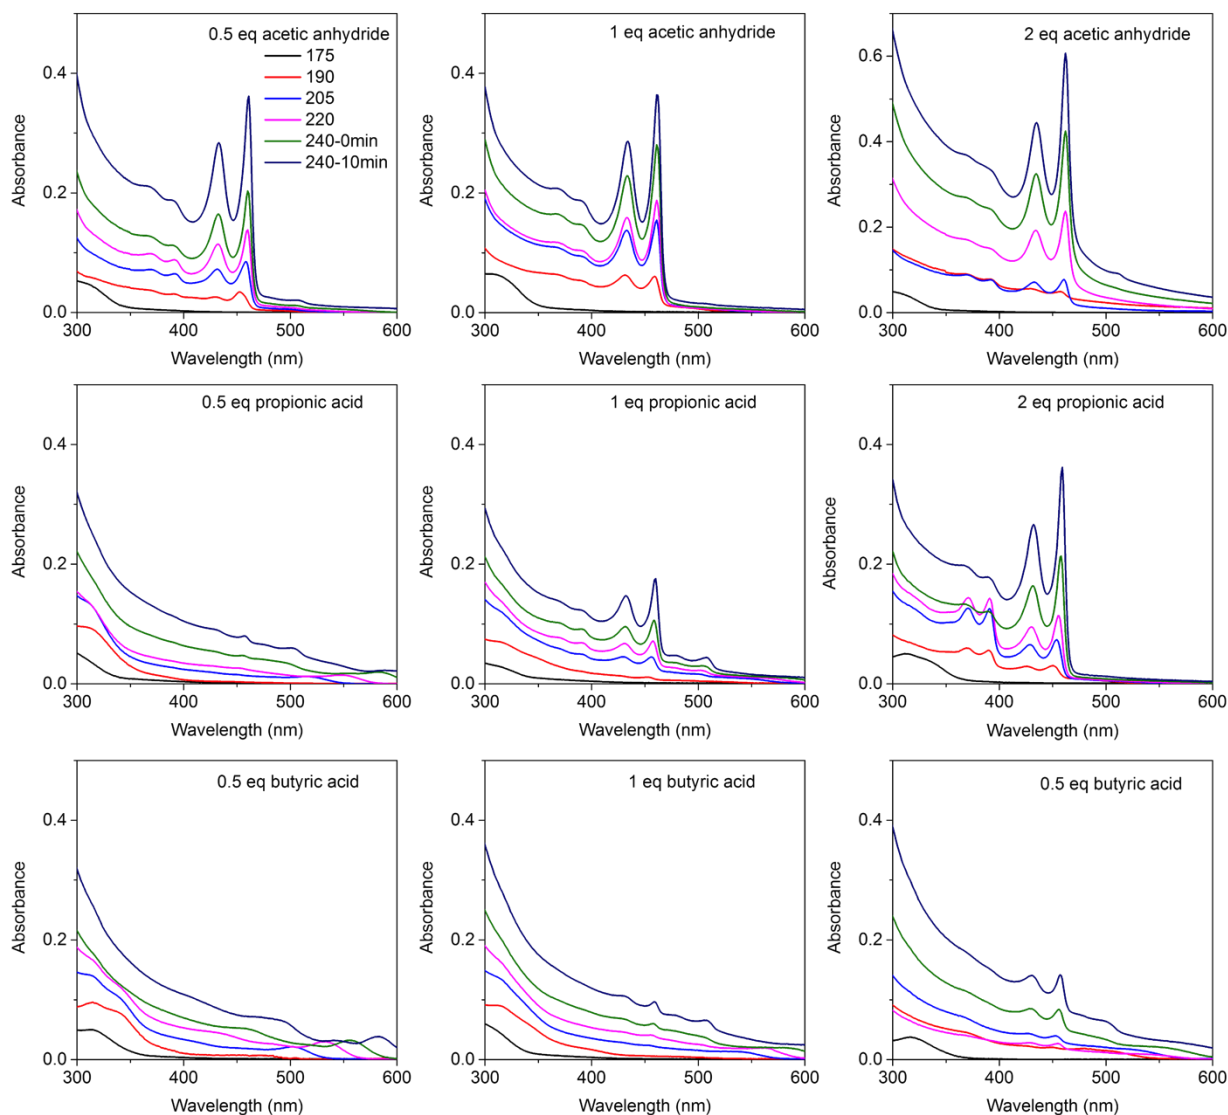 0.5 eq acetic anhydride
175
190
205
220
240-0min
240-10min
0.4
0.2
0.0
300 400 500 600
Absorbance
Wavelength (nm)
1 eq acetic anhydride
0.4
0.2
0.0
300 400 500 600
Absorbance
Wavelength (nm)
2 eq acetic anhydride
0.6
0.4
0.2
0.0
300 400 500 600
Absorbance
Wavelength (nm)
0.5 eq propionic acid
0.4
0.2
0.0
300 400 500 600
Absorbance
Wavelength (nm)
1 eq propionic acid
0.4
0.2
0.0
300 400 500 600
Absorbance
Wavelength (nm)
2 eq propionic acid
0.4
0.2
0.0
300 400 500 600
Absorbance
Wavelength (nm)
0.5 eq butyric acid
0.4
0.2
0.0
300 400 500 600
Absorbance
Wavelength (nm)
1 eq butyric acid
0.4
0.2
0.0
300 400 500 600
Absorbance
Wavelength (nm)
0.5 eq butyric acid
0.4
0.2
0.0
300 400 500 600
Absorbance
Wavelength (nm)